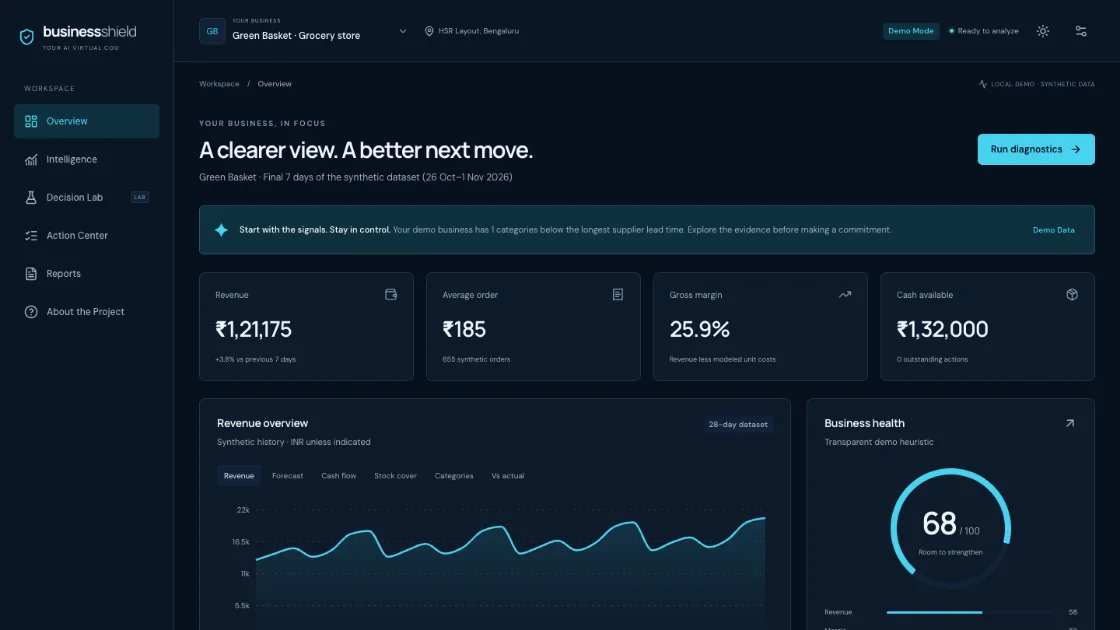 businessshield
YOUR AI VIRTUAL COO
WORKSPACE
Overview
Intelligence
Decision Lab
LAB
Action Center
Reports
About the Project
GB
YOUR BUSINESS
Green Basket · Grocery store
HSR Layout, Bengaluru
Demo Mode
Ready to analyze
Workspace / Overview
LOCAL DEMO · SYNTHETIC DATA
YOUR BUSINESS, IN FOCUS
A clearer view. A better next move.
Green Basket · Final 7 days of the synthetic dataset (26 Oct–1 Nov 2026)
Run diagnostics
Start with the signals. Stay in control. Your demo business has 1 categories below the longest supplier lead time. Explore the evidence before making a commitment.
Demo Data
Revenue
₹1,21,175
+3.8% vs previous 7 days
Average order
₹185
655 synthetic orders
Gross margin
25.9%
Revenue less modeled unit costs
Cash available
₹1,32,000
0 outstanding actions
Revenue overview
Synthetic history · INR unless indicated
28-day dataset
Revenue
Forecast
Cash flow
Stock cover
Categories
Vs actual
22k
16.5k
11k
5.5k
Business health
Transparent demo heuristic
68 / 100
Room to strengthen
Revenue
58